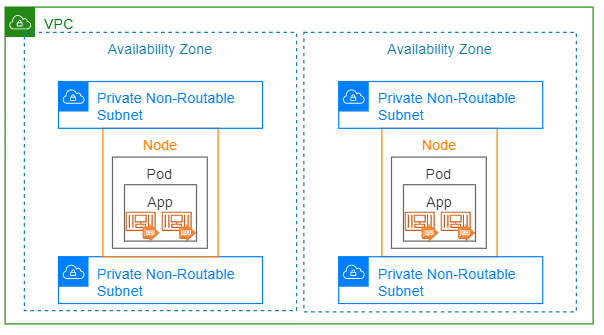 VPC
Availability Zone
Private Non-Routable
Subnet
Node
Pod
App
Private Non-Routable
Subnet
Availability Zone
Private Non-Routable
Subnet
Node
Pod
App
Private Non-Routable
Subnet